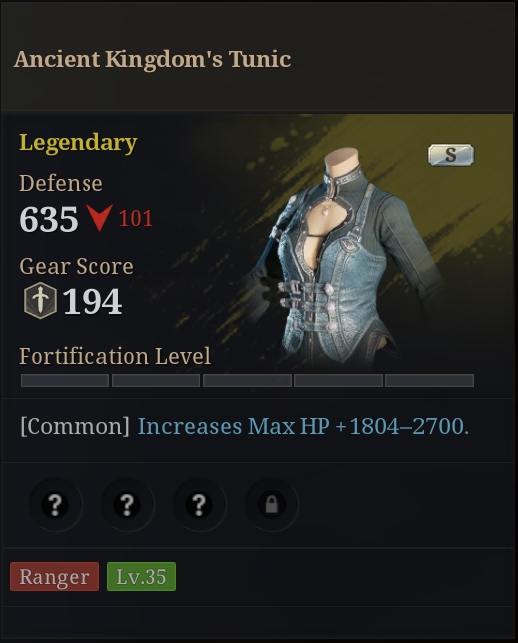 Ancient Kingdom's Tunic
Legendary
S
Defense
635 101
Gear Score
194
Fortification Level
[Common] Increases Max HP +1804–2700.
? ? ?
Ranger Lv.35